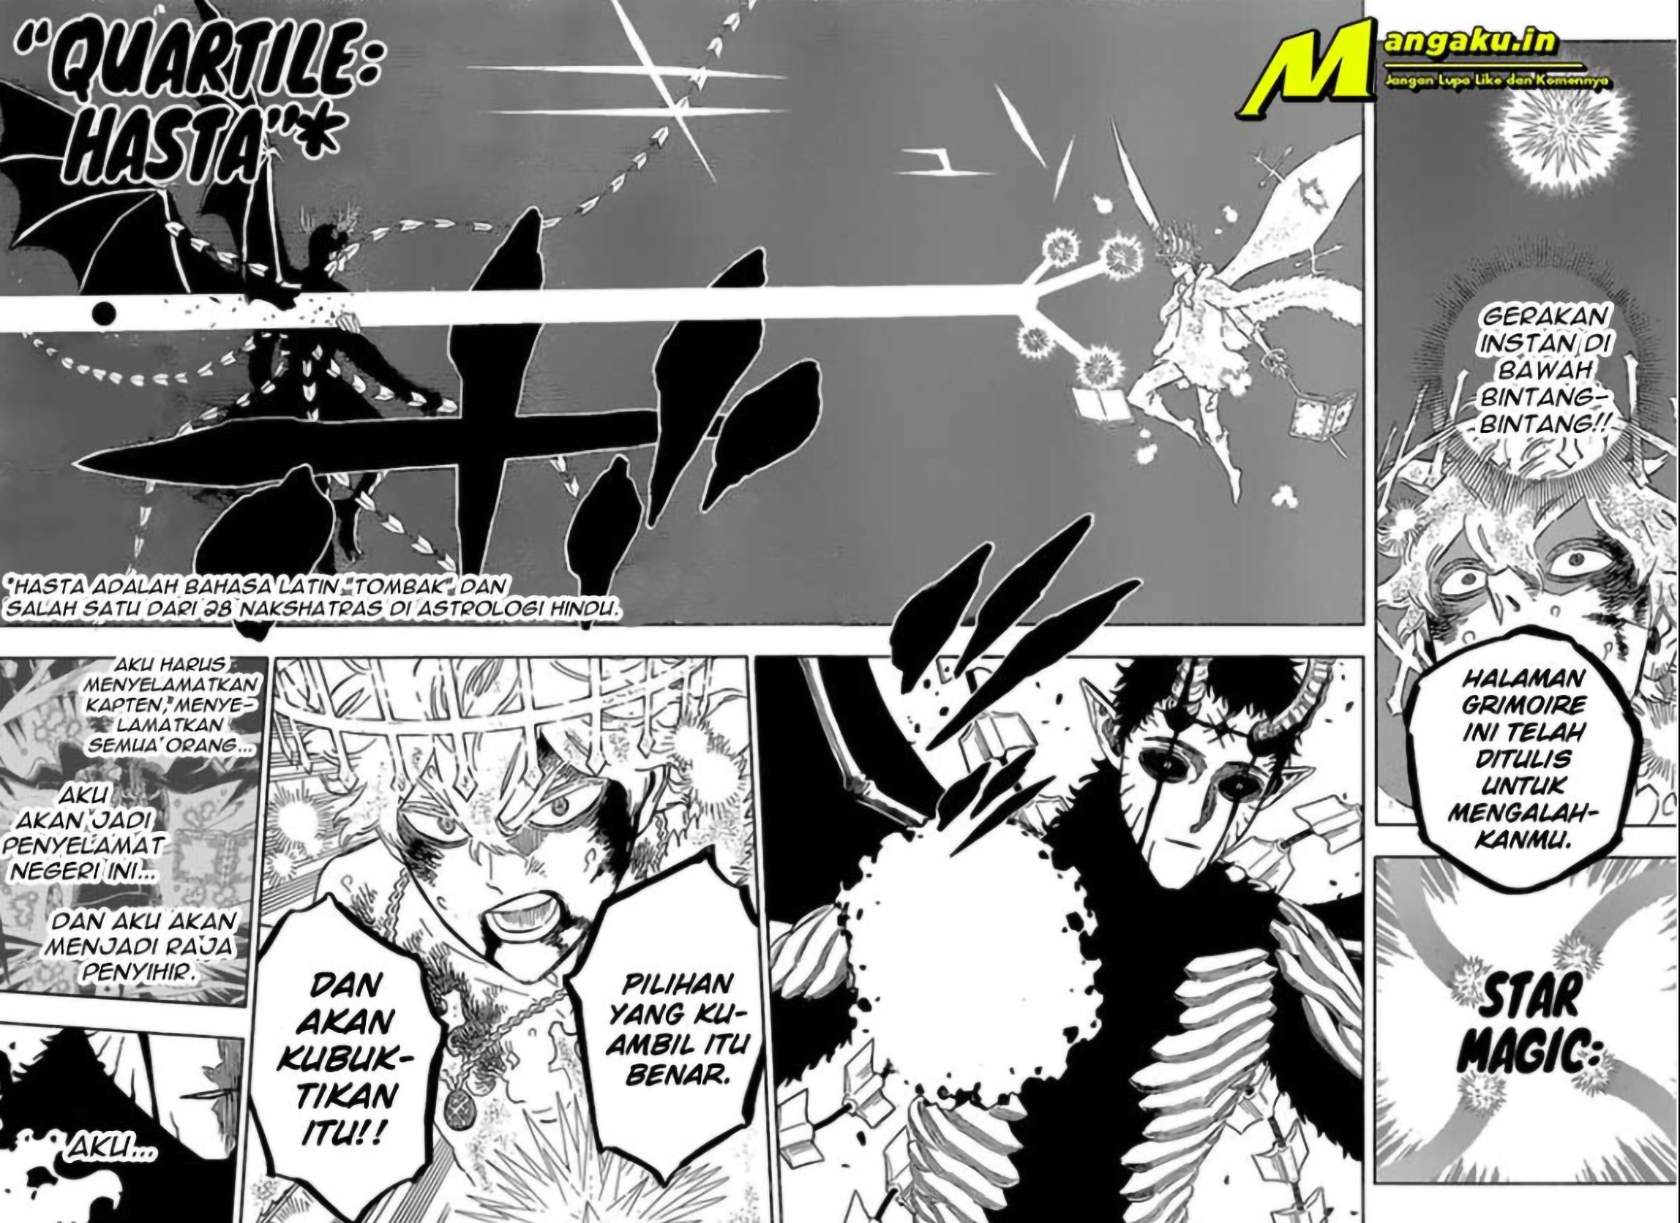 Mangaku.in
Jangan Lupa Like dan Komennya
GERAKAN
INSTAN DI
BAWAH
BINTANG-
BINTANG!!
HALAMAN
GRIMOIRE
INI TELAH
DITULIS
UNTUK
MENGALAH-
KANMU.
STAR
MAGIC:
"QUARTILE:
HASTA"*
*HASTA ADALAH BAHASA LATIN "TOMBAK" DAN
SALAH SATU DARI 28 NAKSHATRAS DI ASTROLOGI HINDU.
PILIHAN
YANG KU-
AMBIL ITU
BENAR.
DAN
AKAN
KUBUK-
TIKAN
ITU!!
AKU HARUS
MENYELAMATKAN
KAPTEN, MENYE-
LAMATKAN
SEMUA ORANG...
AKU
AKAN JADI
PENYELAMAT
NEGERI INI...
DAN AKU AKAN
MENJADI RAJA
PENYIHIR.
AKU...